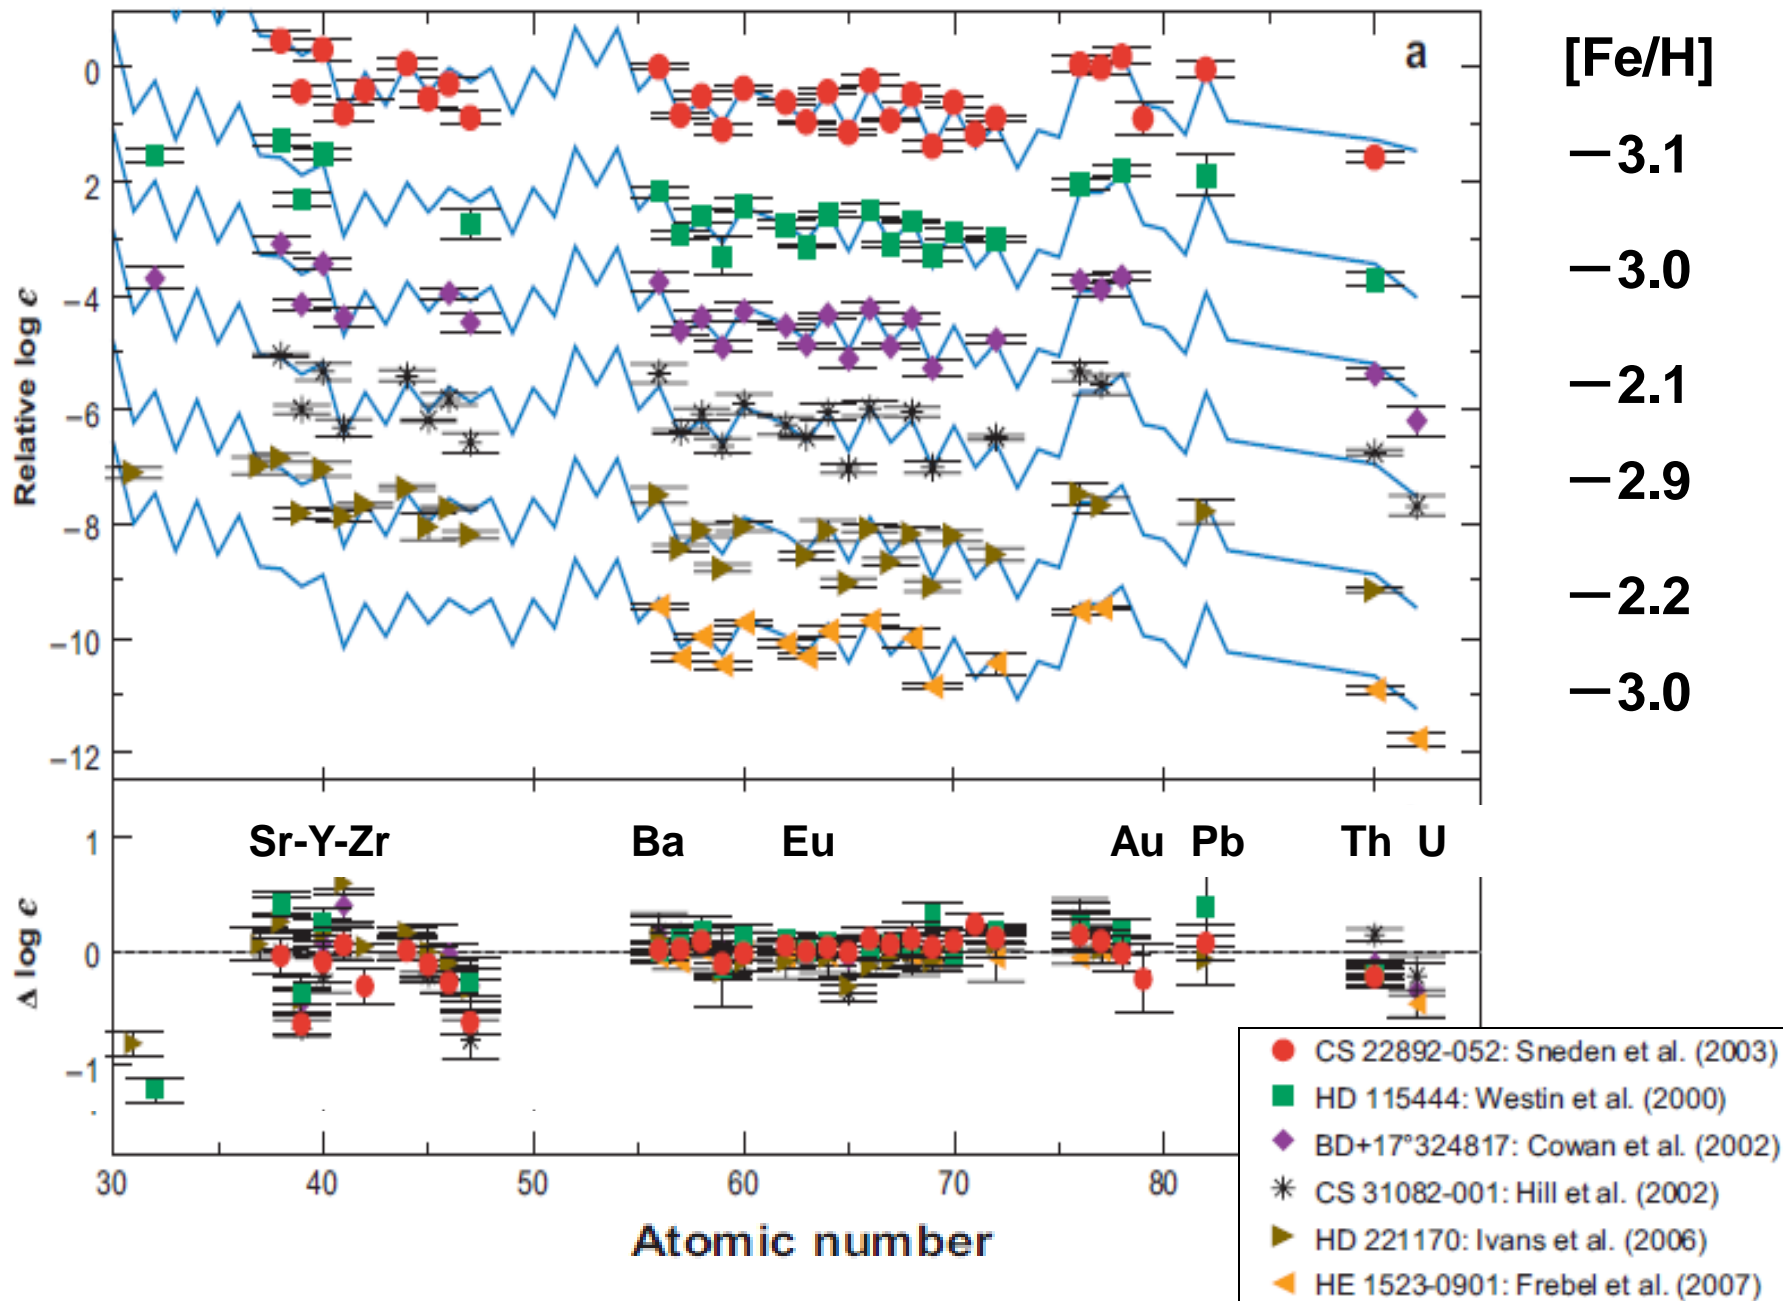 a
[Fe/H]
0
−3.1
2
−3.0
−4
−2.1
−6
−2.9
−8
−2.2
−10
−3.0
−12
Relative log ϵ
1
Sr-Y-Zr Ba Eu Au Pb Th U
0
−1
Δ log ϵ
30 40 50 60 70 80
Atomic number
CS 22892-052: Sneden et al. (2003)
HD 115444: Westin et al. (2000)
BD+17°324817: Cowan et al. (2002)
CS 31082-001: Hill et al. (2002)
HD 221170: Ivans et al. (2006)
HE 1523-0901: Frebel et al. (2007)